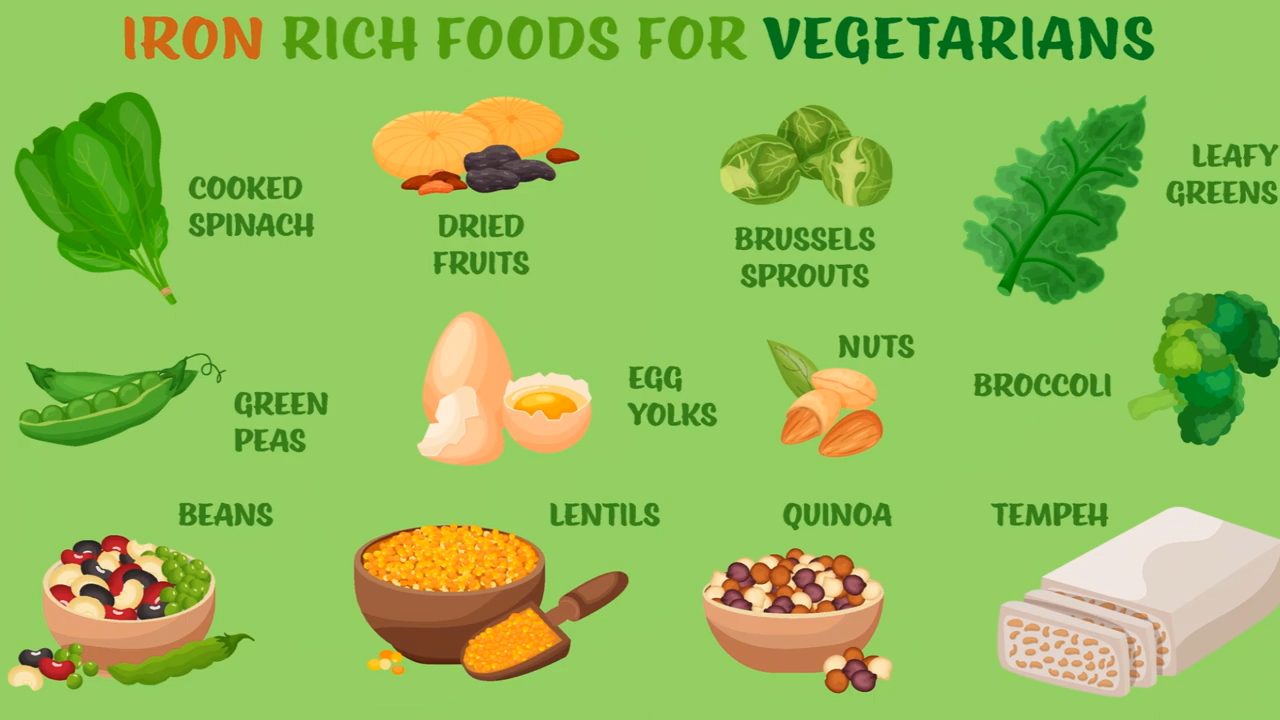 IRON RICH FOODS FOR VEGETARIANS
COOKED
SPINACH
DRIED
FRUITS
BRUSSELS
SPROUTS
LEAFY
GREENS
GREEN
PEAS
EGG
YOLKS
NUTS
BROCCOLI
BEANS
LENTILS
QUINOA
TEMPEH